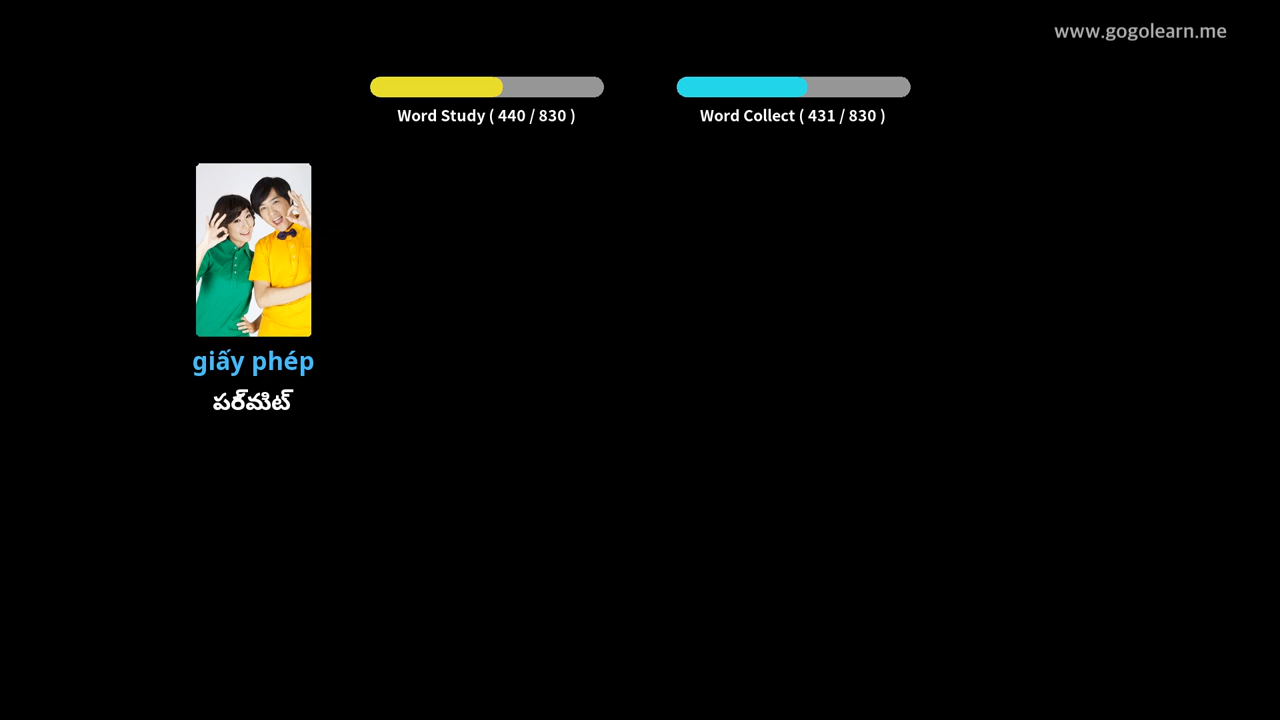 www.gogolearn.me
Word Study ( 440 / 830 )
Word Collect ( 431 / 830 )
giấy phép
పర్‌మిట్